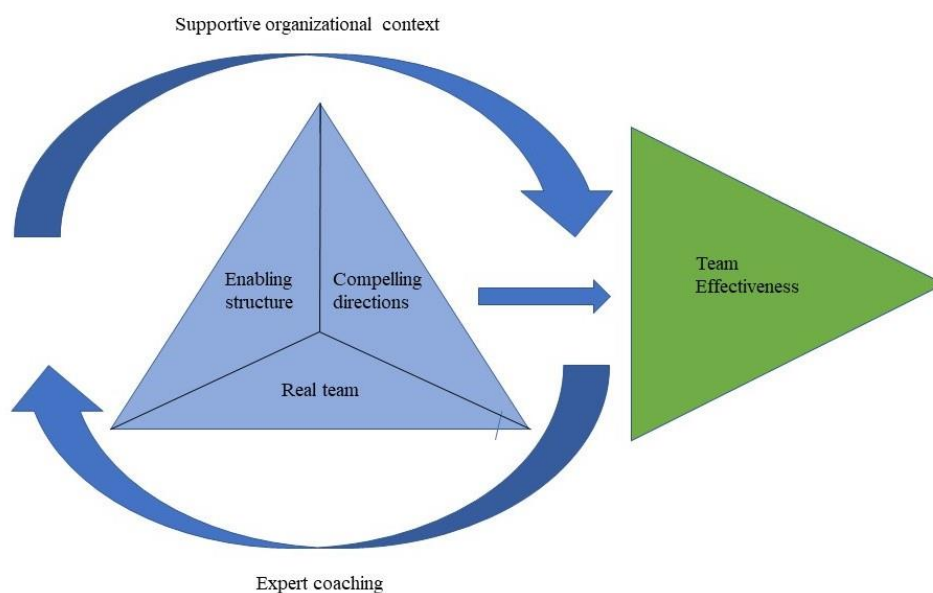 Supportive organizational context
Enabling
structure
Compelling
directions
Real team
Team
Effectiveness
Expert coaching